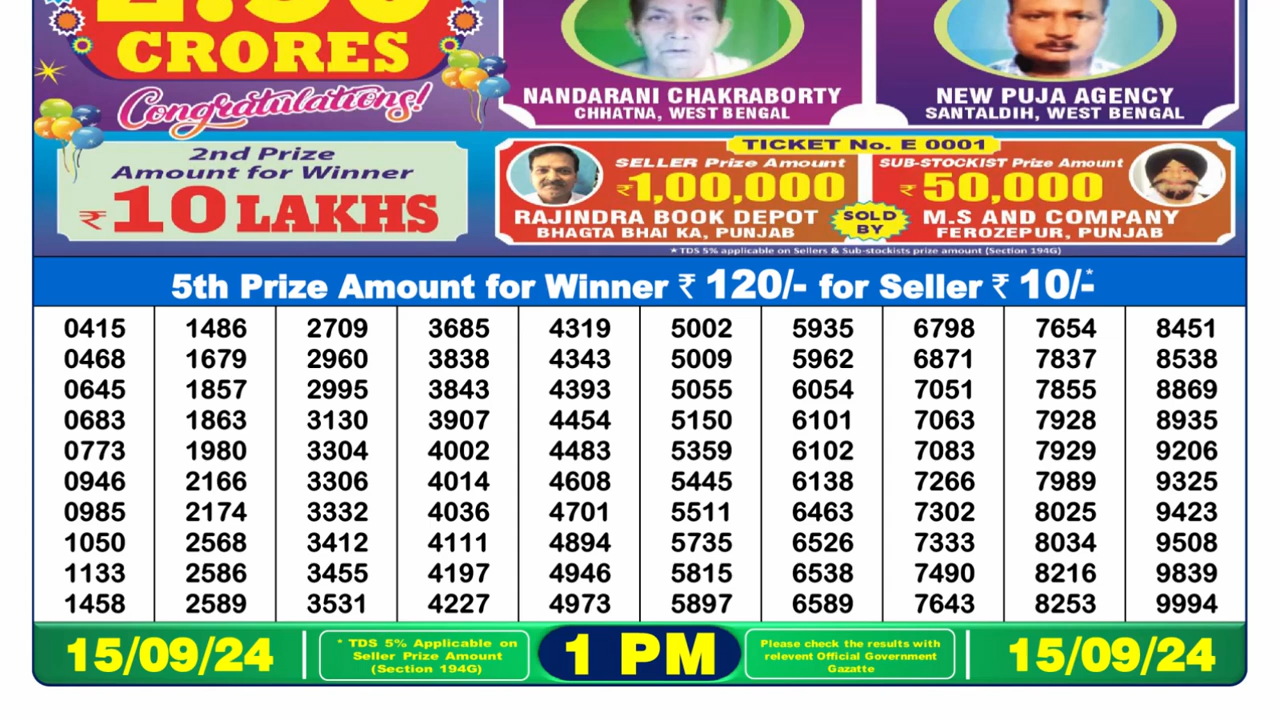 CRORES
Congratulations!
NANDARANI CHAKRABORTY
CHHATNA, WEST BENGAL
NEW PUJA AGENCY
SANTALDIH, WEST BENGAL
2nd Prize
Amount for Winner
₹10 LAKHS
TICKET No. E 0001
SELLER Prize Amount
₹1,00,000
RAJINDRA BOOK DEPOT
BHAGTA BHAI KA, PUNJAB
SOLD
BY
SUB-STOCKIST Prize Amount
₹ 50,000
M.S AND COMPANY
FEROZEPUR, PUNJAB
*TDS 5% applicable on Sellers & Sub-stockists prize amount (Section 194G)
5th Prize Amount for Winner ₹ 120/- for Seller ₹ 10/-*
0415 1486 2709 3685 4319 5002 5935 6798 7654 8451
0468 1679 2960 3838 4343 5009 5962 6871 7837 8538
0645 1857 2995 3843 4393 5055 6054 7051 7855 8869
0683 1863 3130 3907 4454 5150 6101 7063 7928 8935
0773 1980 3304 4002 4483 5359 6102 7083 7929 9206
0946 2166 3306 4014 4608 5445 6138 7266 7989 9325
0985 2174 3332 4036 4701 5511 6463 7302 8025 9423
1050 2568 3412 4111 4894 5735 6526 7333 8034 9508
1133 2586 3455 4197 4946 5815 6538 7490 8216 9839
1458 2589 3531 4227 4973 5897 6589 7643 8253 9994
15/09/24
* TDS 5% Applicable on
Seller Prize Amount
(Section 194G)
1 PM
Please check the results with
relevent Official Government
Gazatte
15/09/24